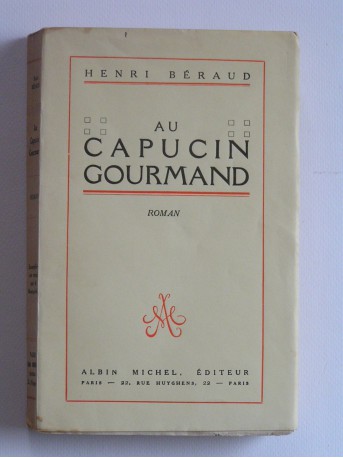 HENRI BÉRAUD
AU
CAPUCIN
GOURMAND
ROMAN
AM
ALBIN MICHEL, ÉDITEUR
PARIS — 22, RUE HUYGHENS, 22 — PARIS